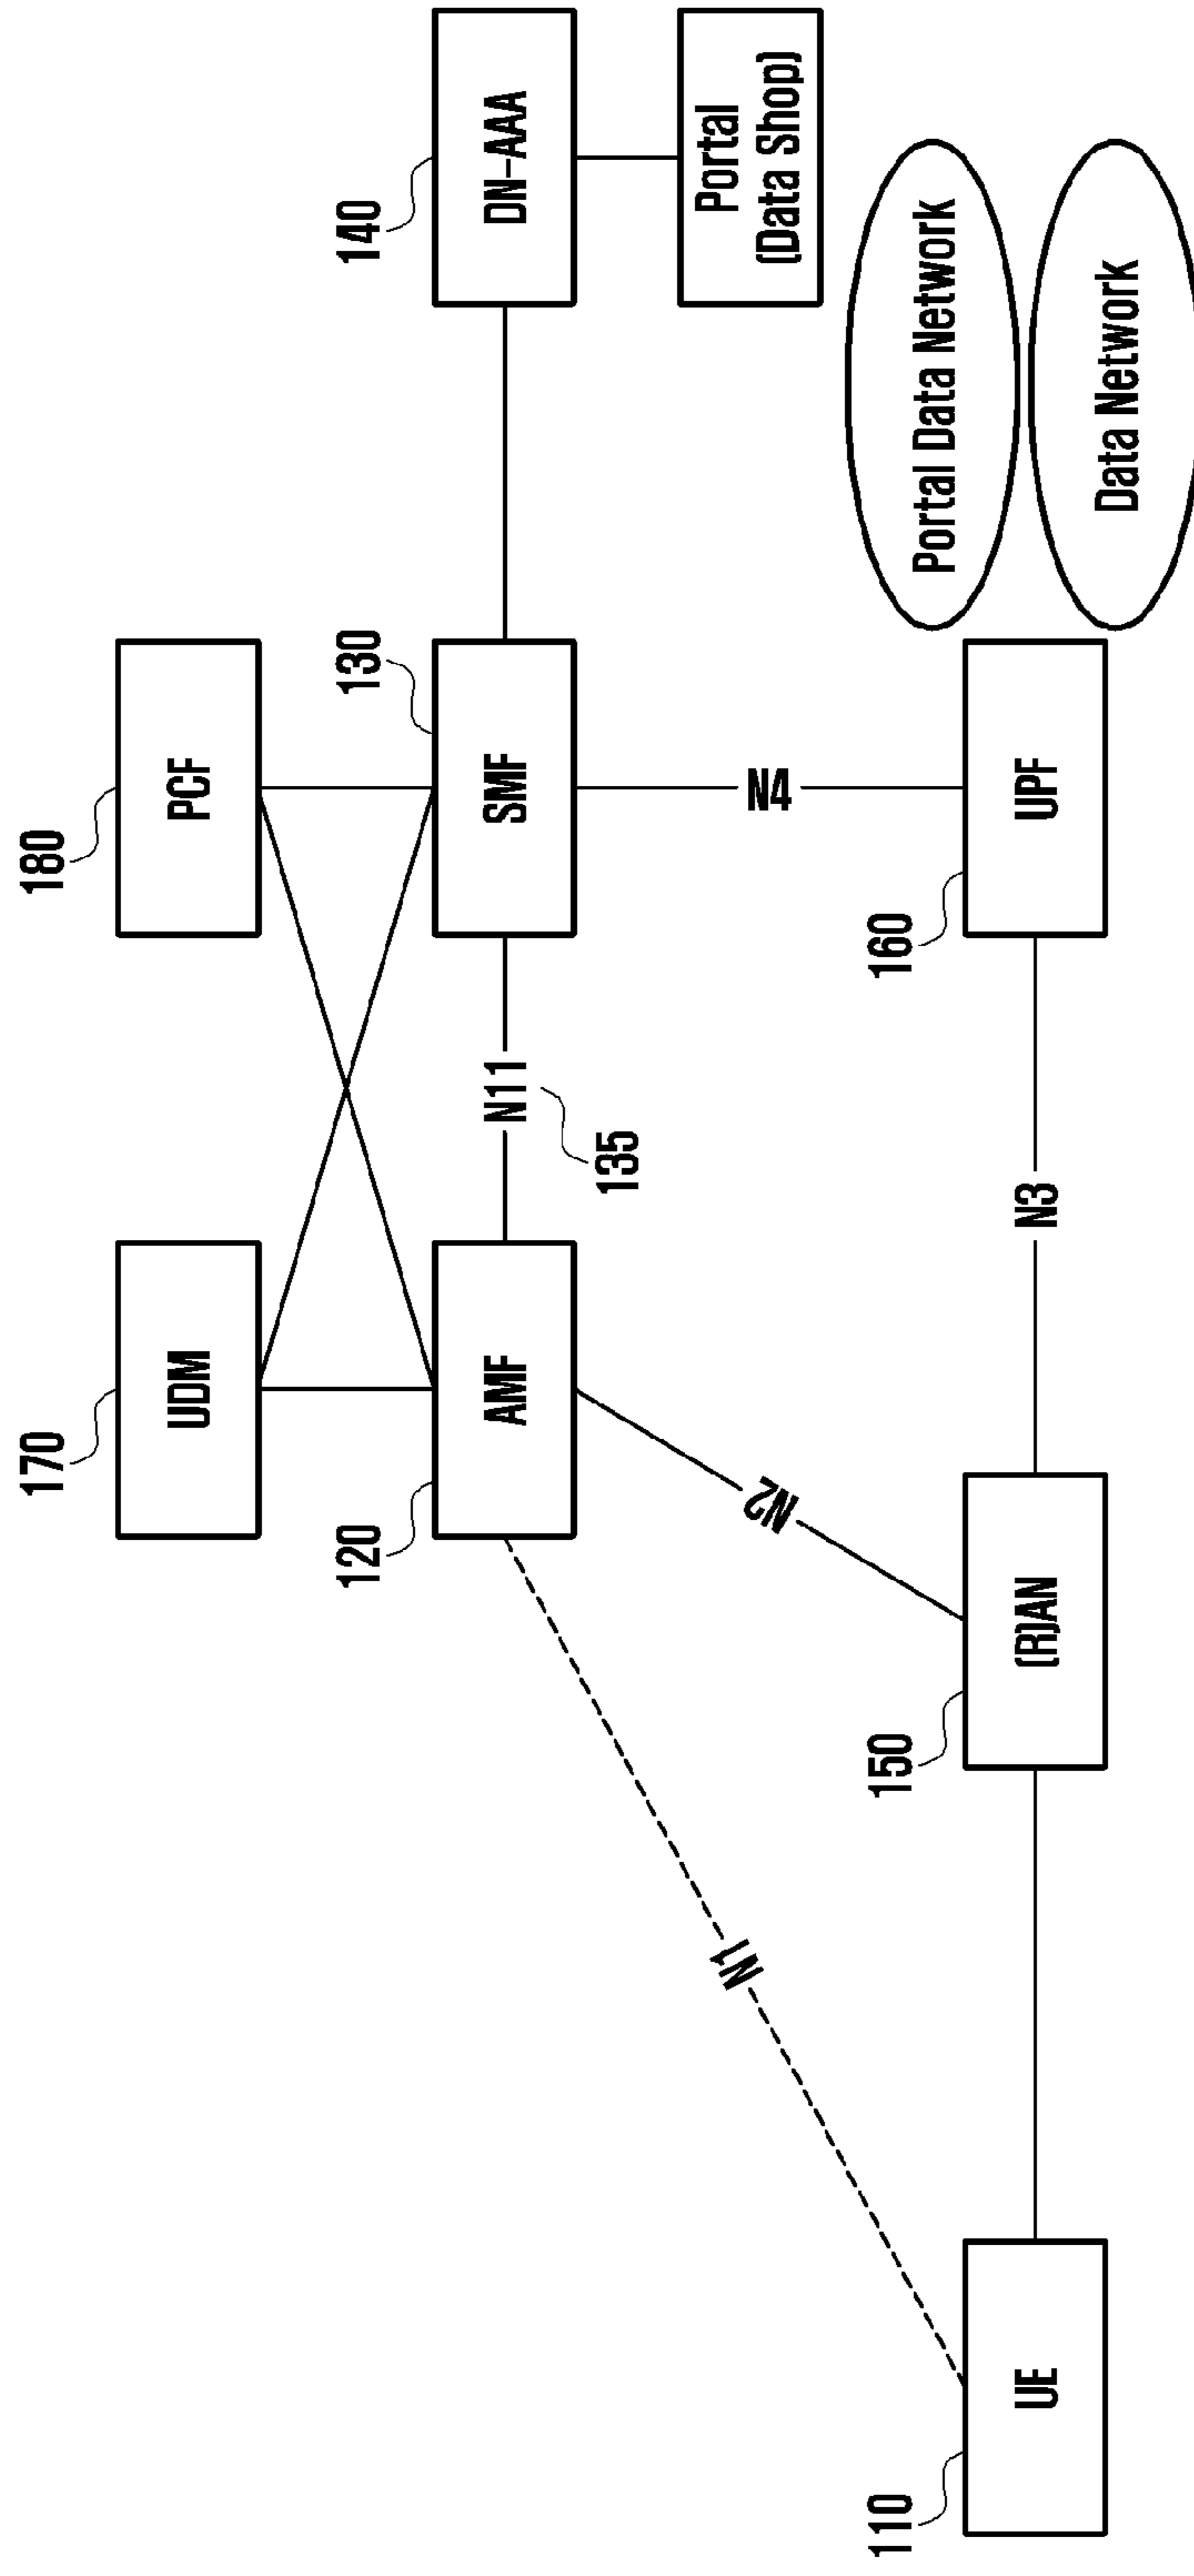 170
UDM
180
PCF
120
AMF
N11
135
130
SMF
140
DN-AAA
Portal
(Data Shop)
N1
N2
N4
110
UE
150
(R)AN
N3
160
UPF
Portal Data Network
Data Network